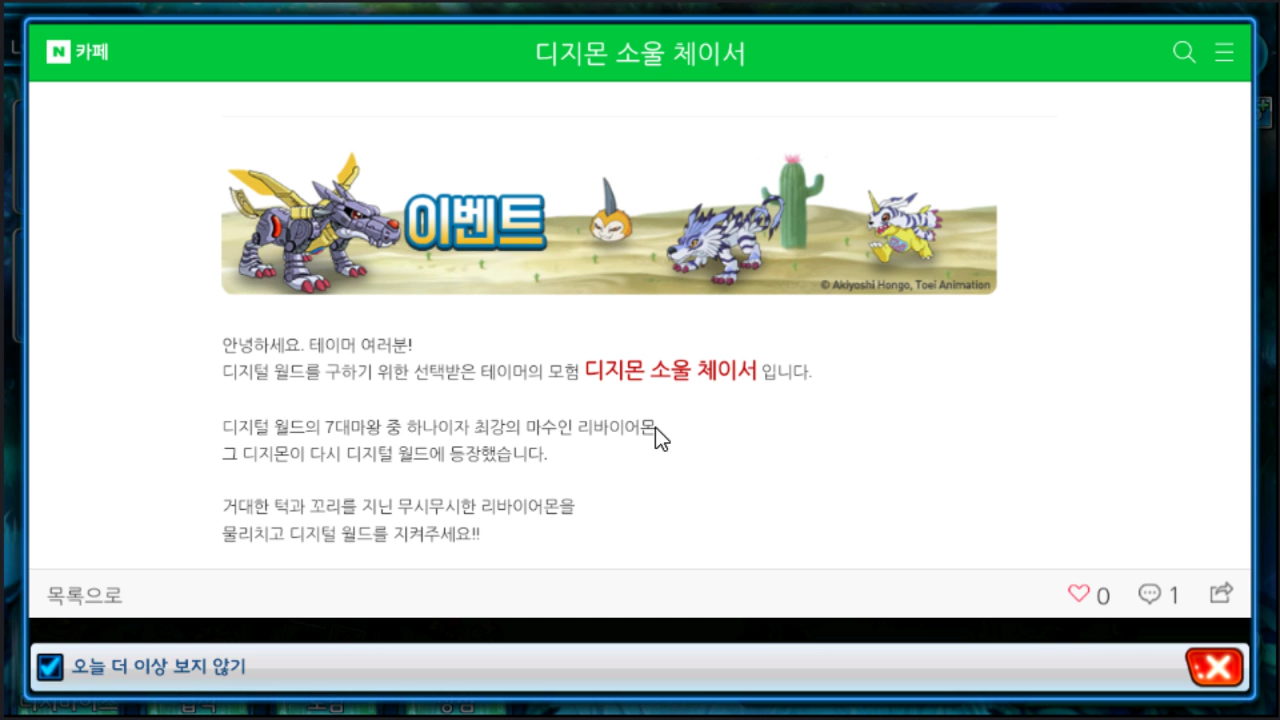 N 카페
디지몬 소울 체이서
이벤트
© Akiyoshi Hongo, Toei Animation
안녕하세요. 테이머 여러분!
디지털 월드를 구하기 위한 선택받은 테이머의 모험 디지몬 소울 체이서 입니다.
디지털 월드의 7대마왕 중 하나이자 최강의 마수인 리바이어몬
그 디지몬이 다시 디지털 월드에 등장했습니다.
거대한 턱과 꼬리를 지닌 무시무시한 리바이어몬을
물리치고 디지털 월드를 지켜주세요!!
목록으로
0
1
오늘 더 이상 보지 않기